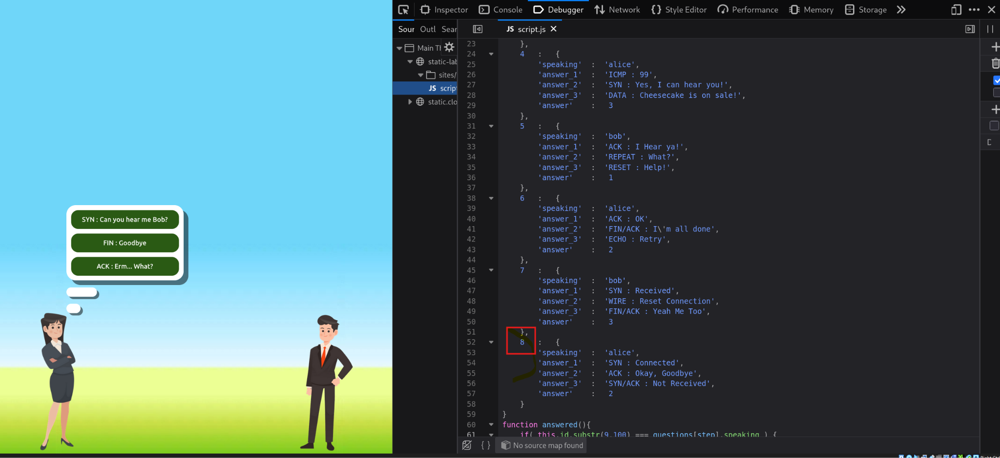 SYN : Can you hear me Bob?
FIN : Goodbye
ACK : Erm... What?
Inspector Console Debugger Network {} Style Editor Performance Memory Storage
Sour Outl Sear
JS script.js
Main Th
static-lab
sites/
JS script
static.clo
23 },
24 4 : {
25 'speaking' : 'alice',
26 'answer_1' : 'ICMP : 99',
27 'answer_2' : 'SYN : Yes, I can hear you!',
28 'answer_3' : 'DATA : Cheesecake is on sale!',
29 'answer' : 3
30 },
31 5 : {
32 'speaking' : 'bob',
33 'answer_1' : 'ACK : I Hear ya!',
34 'answer_2' : 'REPEAT : What?',
35 'answer_3' : 'RESET : Help!',
36 'answer' : 1
37 },
38 6 : {
39 'speaking' : 'alice',
40 'answer_1' : 'ACK : OK',
41 'answer_2' : 'FIN/ACK : I\'m all done',
42 'answer_3' : 'ECHO : Retry',
43 'answer' : 2
44 },
45 7 : {
46 'speaking' : 'bob',
47 'answer_1' : 'SYN : Received',
48 'answer_2' : 'WIRE : Reset Connection',
49 'answer_3' : 'FIN/ACK : Yeah Me Too',
50 'answer' : 3
51 },
52 8 : {
53 'speaking' : 'alice',
54 'answer_1' : 'SYN : Connected',
55 'answer_2' : 'ACK : Okay, Goodbye',
56 'answer_3' : 'SYN/ACK : Not Received',
57 'answer' : 2
58 }
59 }
60 function answered(){
61 if( this.id.substr(9,100) === questions[step].speaking ) {
{ } No source map found